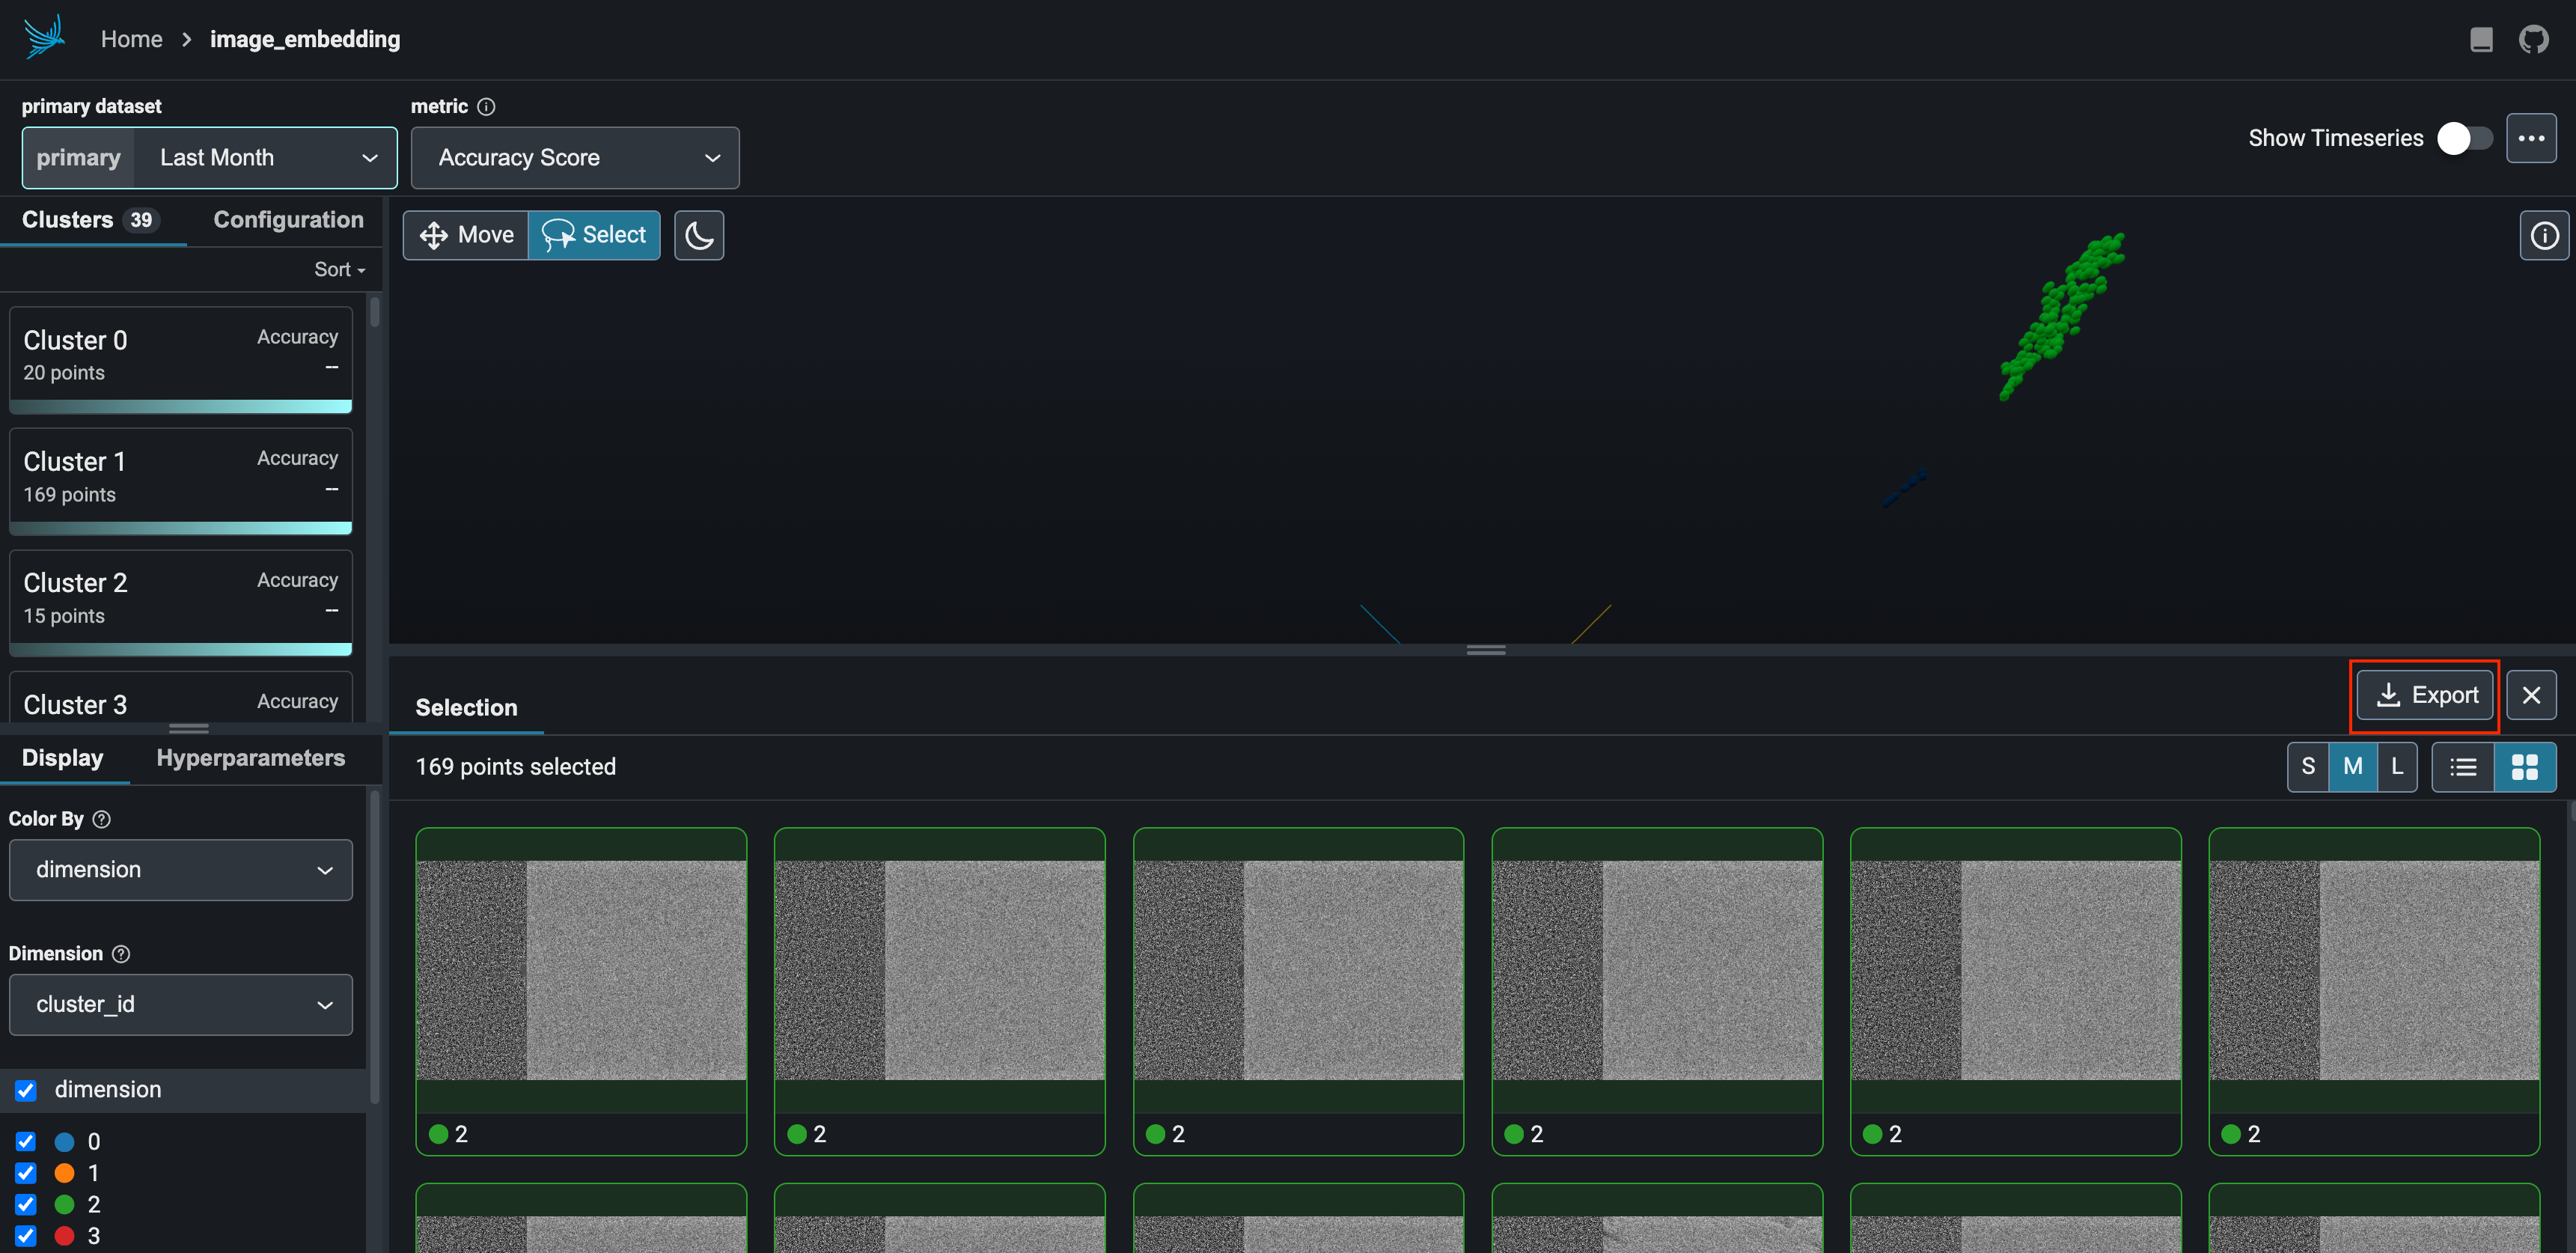 Home > image_embedding
primary dataset
metric
primary Last Month
Accuracy Score
Show Timeseries
Clusters 39
Configuration
Sort
Cluster 0
Accuracy
20 points
--
Cluster 1
Accuracy
169 points
--
Cluster 2
Accuracy
15 points
--
Cluster 3
Accuracy
Display
Hyperparameters
Color By
dimension
Dimension
cluster_id
dimension
0
1
2
3
Move
Select
Selection
Export
169 points selected
S M L
2
2
2
2
2
2